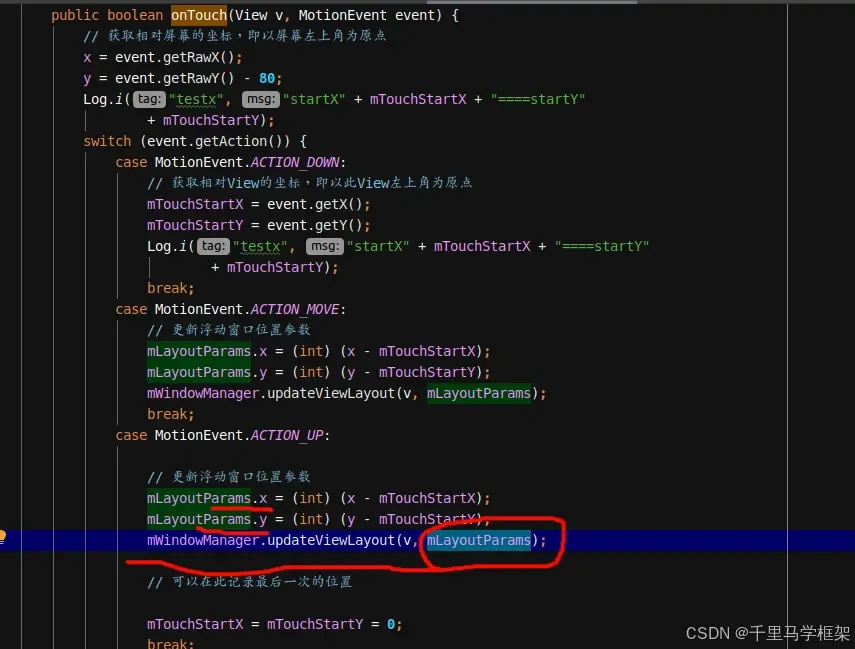 public boolean onTouch(View v, MotionEvent event) {
// 获取相对屏幕的坐标，即以屏幕左上角为原点
x = event.getRawX();
y = event.getRawY() - 80;
Log.i( tag: "testx", msg: "startX" + mTouchStartX + "====startY"
+ mTouchStartY);
switch (event.getAction()) {
case MotionEvent.ACTION_DOWN:
// 获取相对View的坐标，即以此View左上角为原点
mTouchStartX = event.getX();
mTouchStartY = event.getY();
Log.i( tag: "testx", msg: "startX" + mTouchStartX + "====startY"
+ mTouchStartY);
break;
case MotionEvent.ACTION_MOVE:
// 更新浮动窗口位置参数
mLayoutParams.x = (int) (x - mTouchStartX);
mLayoutParams.y = (int) (y - mTouchStartY);
mWindowManager.updateViewLayout(v, mLayoutParams);
break;
case MotionEvent.ACTION_UP:
// 更新浮动窗口位置参数
mLayoutParams.x = (int) (x - mTouchStartX);
mLayoutParams.y = (int) (y - mTouchStartY);
mWindowManager.updateViewLayout(v, mLayoutParams);
// 可以在此记录最后一次的位置
mTouchStartX = mTouchStartY = 0;
break;
CSDN @千里马学框架